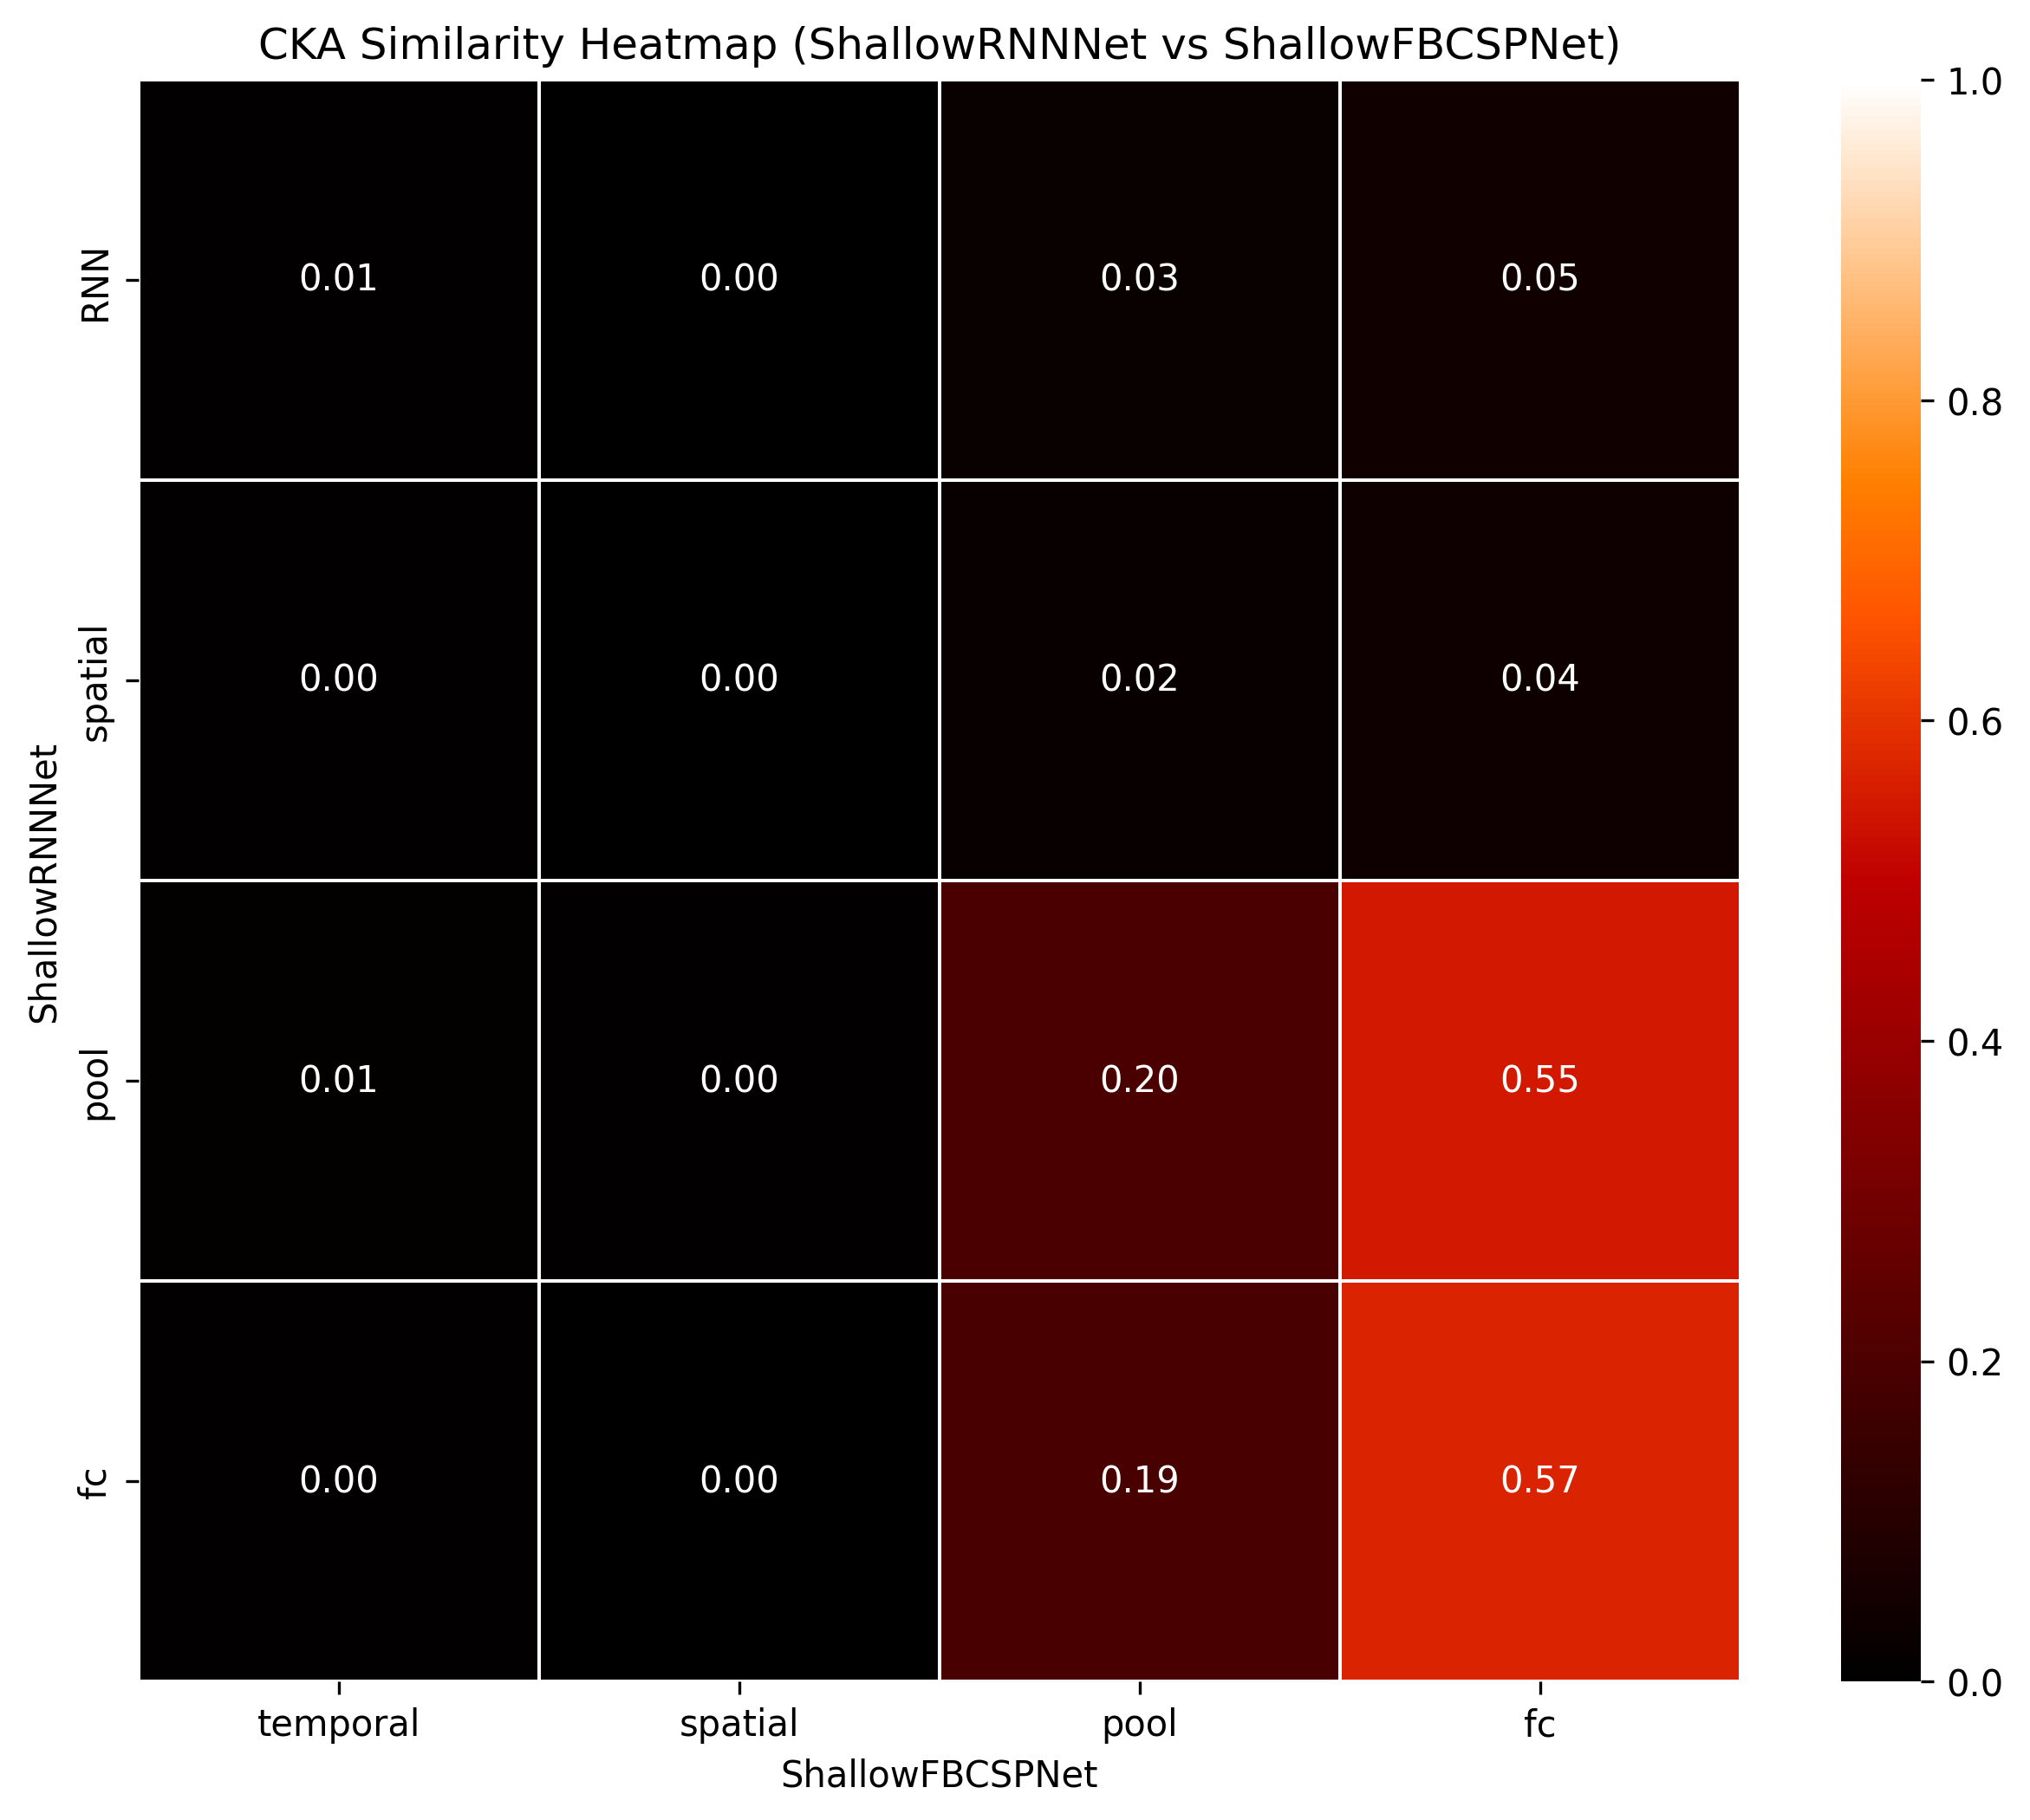 CKA Similarity Heatmap (ShallowRNNNet vs ShallowFBCSPNet)
1.0
0.8
0.6
0.4
0.2
0.0
ShallowRNNNet
RNN
0.01 0.00 0.03 0.05
spatial
0.00 0.00 0.02 0.04
pool
0.01 0.00 0.20 0.55
fc
0.00 0.00 0.19 0.57
temporal spatial pool fc
ShallowFBCSPNet